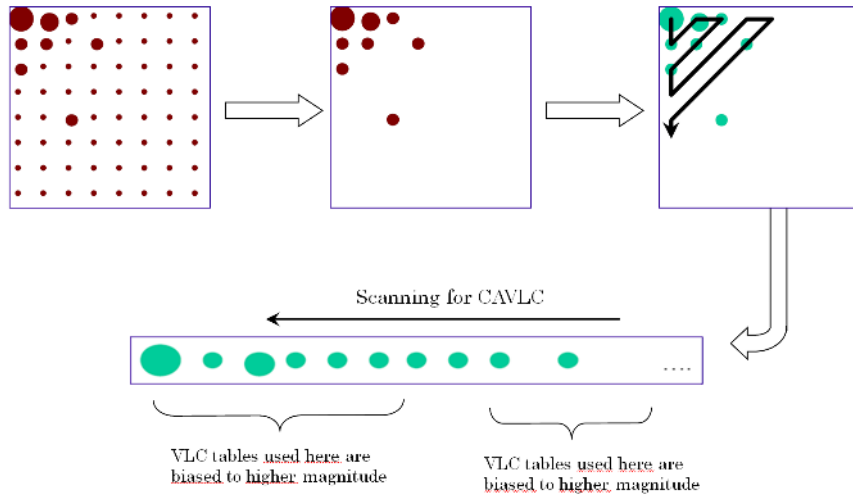 Scanning for CAVLC
....
VLC tables used here are
biased to higher magnitude
VLC tables used here are
biased to higher magnitude